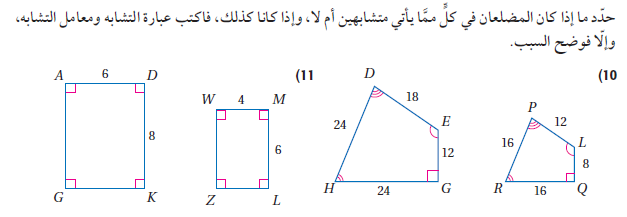 حدّد ما إذا كان المضلعان في كلٍّ ممَّا يأتي متشابهين أم لا، وإذا كانا كذلك، فاكتب عبارة التشابه ومعامل التشابه،
وإلّا فوضح السبب.
(10
P
12
L
8
Q
16
R
16
D
18
E
12
G
24
H
24
(11
W
4
M
6
L
Z
A
6
D
8
K
G